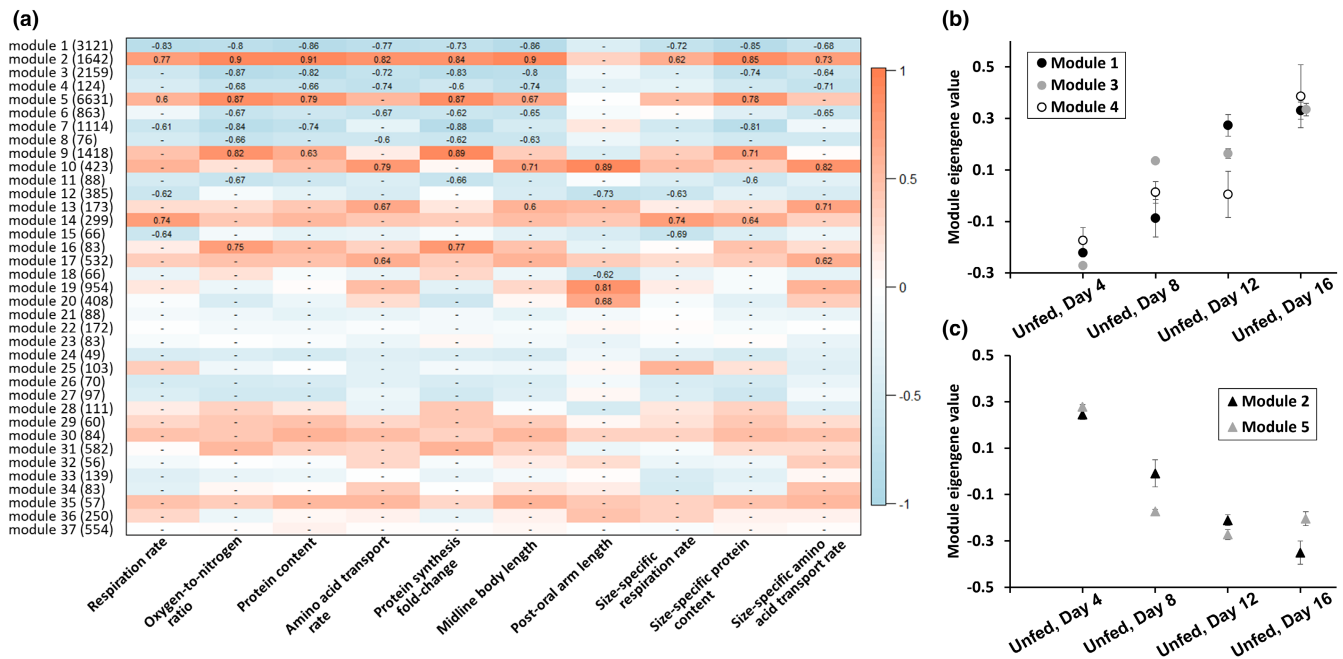 (a)
module 1 (3121) -0.83 -0.8 -0.86 -0.77 -0.73 -0.86 - -0.72 -0.85 -0.68
module 2 (1642) 0.77 0.9 0.91 0.82 0.84 0.9 - 0.62 0.85 0.73
module 3 (2159) - -0.87 -0.82 -0.72 -0.83 -0.8 - - -0.74 -0.64
module 4 (124) - -0.68 -0.66 -0.74 -0.6 -0.74 - - - -0.71
module 5 (6631) 0.6 0.87 0.79 - 0.87 0.67 - - 0.78 -
module 6 (863) - -0.67 - -0.67 -0.62 -0.65 - - - -0.65
module 7 (1114) -0.61 -0.84 -0.74 - -0.88 - - - -0.81 -
module 8 (76) - -0.66 - -0.6 -0.62 -0.63 - - - -
module 9 (1418) - 0.82 0.63 - 0.89 - - - 0.71 -
module 10 (423) - - - 0.79 - 0.71 0.89 - - 0.82
module 11 (88) - -0.67 - - -0.66 - - - -0.6 -
module 12 (385) -0.62 - - - - - -0.73 -0.63 - -
module 13 (173) - - - 0.67 - 0.6 - - - 0.71
module 14 (299) 0.74 - - - - - - 0.74 0.64 -
module 15 (66) -0.64 - - - - - - -0.69 - -
module 16 (83) - 0.75 - - 0.77 - - - - -
module 17 (532) - - - 0.64 - - - - - 0.62
module 18 (66) - - - - - - -0.62 - - -
module 19 (954) - - - - - - 0.81 - - -
module 20 (408) - - - - - - 0.68 - - -
module 21 (88) - - - - - - - - - -
module 22 (172) - - - - - - - - - -
module 23 (83) - - - - - - - - - -
module 24 (49) - - - - - - - - - -
module 25 (103) - - - - - - - - - -
module 26 (70) - - - - - - - - - -
module 27 (97) - - - - - - - - - -
module 28 (111) - - - - - - - - - -
module 29 (60) - - - - - - - - - -
module 30 (84) - - - - - - - - - -
module 31 (582) - - - - - - - - - -
module 32 (56) - - - - - - - - - -
module 33 (139) - - - - - - - - - -
module 34 (83) - - - - - - - - - -
module 35 (57) - - - - - - - - - -
module 36 (250) - - - - - - - - - -
module 37 (554) - - - - - - - - - -
Respiration rate
Oxygen-to-nitrogen
ratio
Protein content
Amino acid transport
rate
Protein synthesis
fold-change
Midline body length
Post-oral arm length
Size-specific
respiration rate
Size-specific protein
content
Size-specific amino
acid transport rate
1
0.5
0
-0.5
-1
(b)
Module eigengene value
0.5
0.3
0.1
-0.1
-0.3
Module 1
Module 3
Module 4
Unfed, Day 4
Unfed, Day 8
Unfed, Day 12
Unfed, Day 16
(c)
Module eigengene value
0.5
0.3
0.1
-0.1
-0.3
-0.5
Module 2
Module 5
Unfed, Day 4
Unfed, Day 8
Unfed, Day 12
Unfed, Day 16